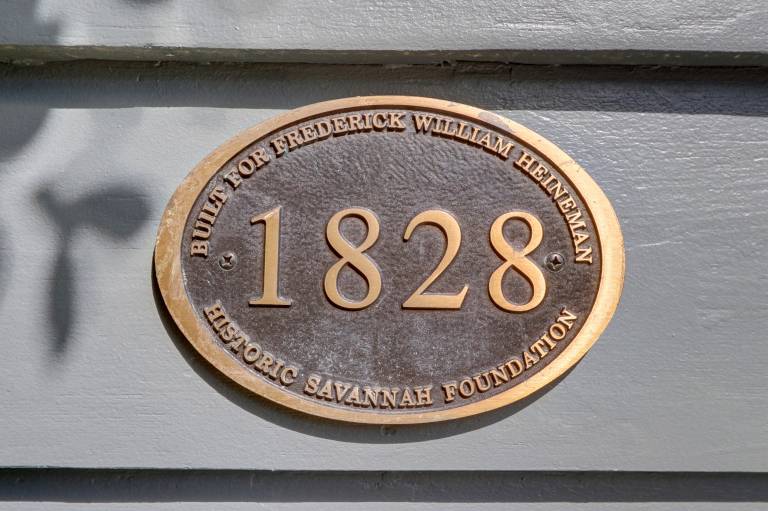 BUILT FOR FREDERICK WILLIAM HEINEMAN
1828
HISTORIC SAVANNAH FOUNDATION